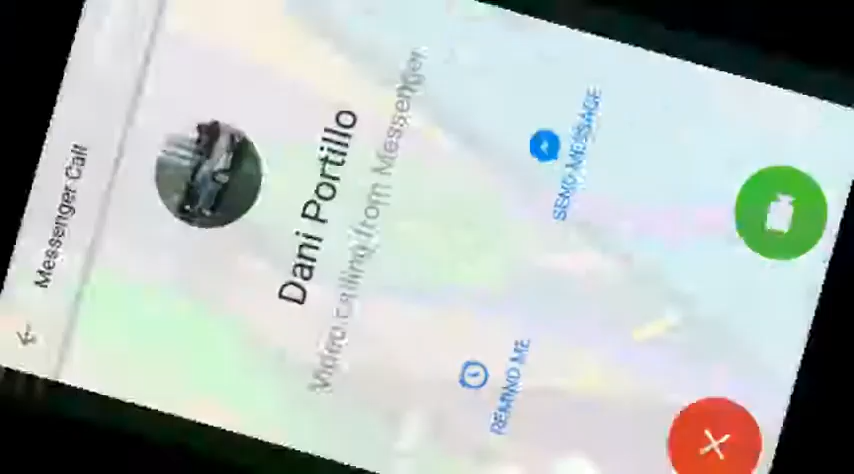 Messenger Call
Dani Portillo
Video calling from Messenger
REMIND ME
SEND MESSAGE